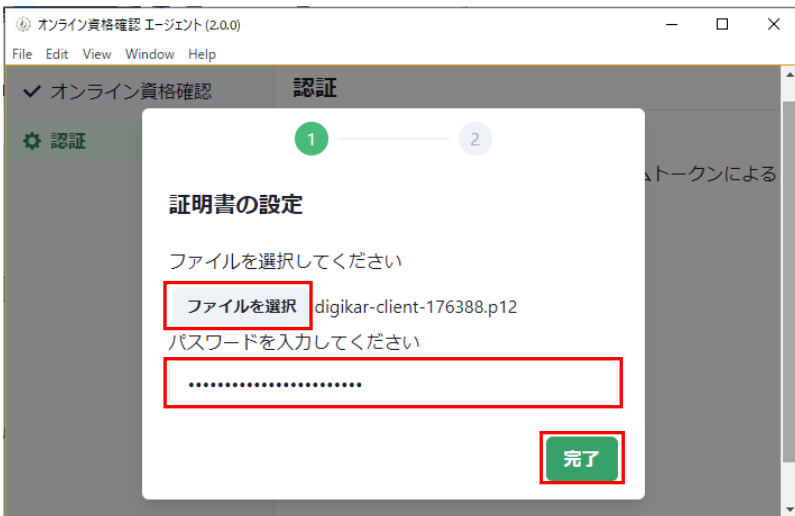 オンライン資格確認 エージェント (2.0.0)
File Edit View Window Help
オンライン資格確認
認証
認証
1
2
トークンによる
証明書の設定
ファイルを選択してください
ファイルを選択 digikar-client-176388.p12
パスワードを入力してください
••••••••••••••••••••••••
完了